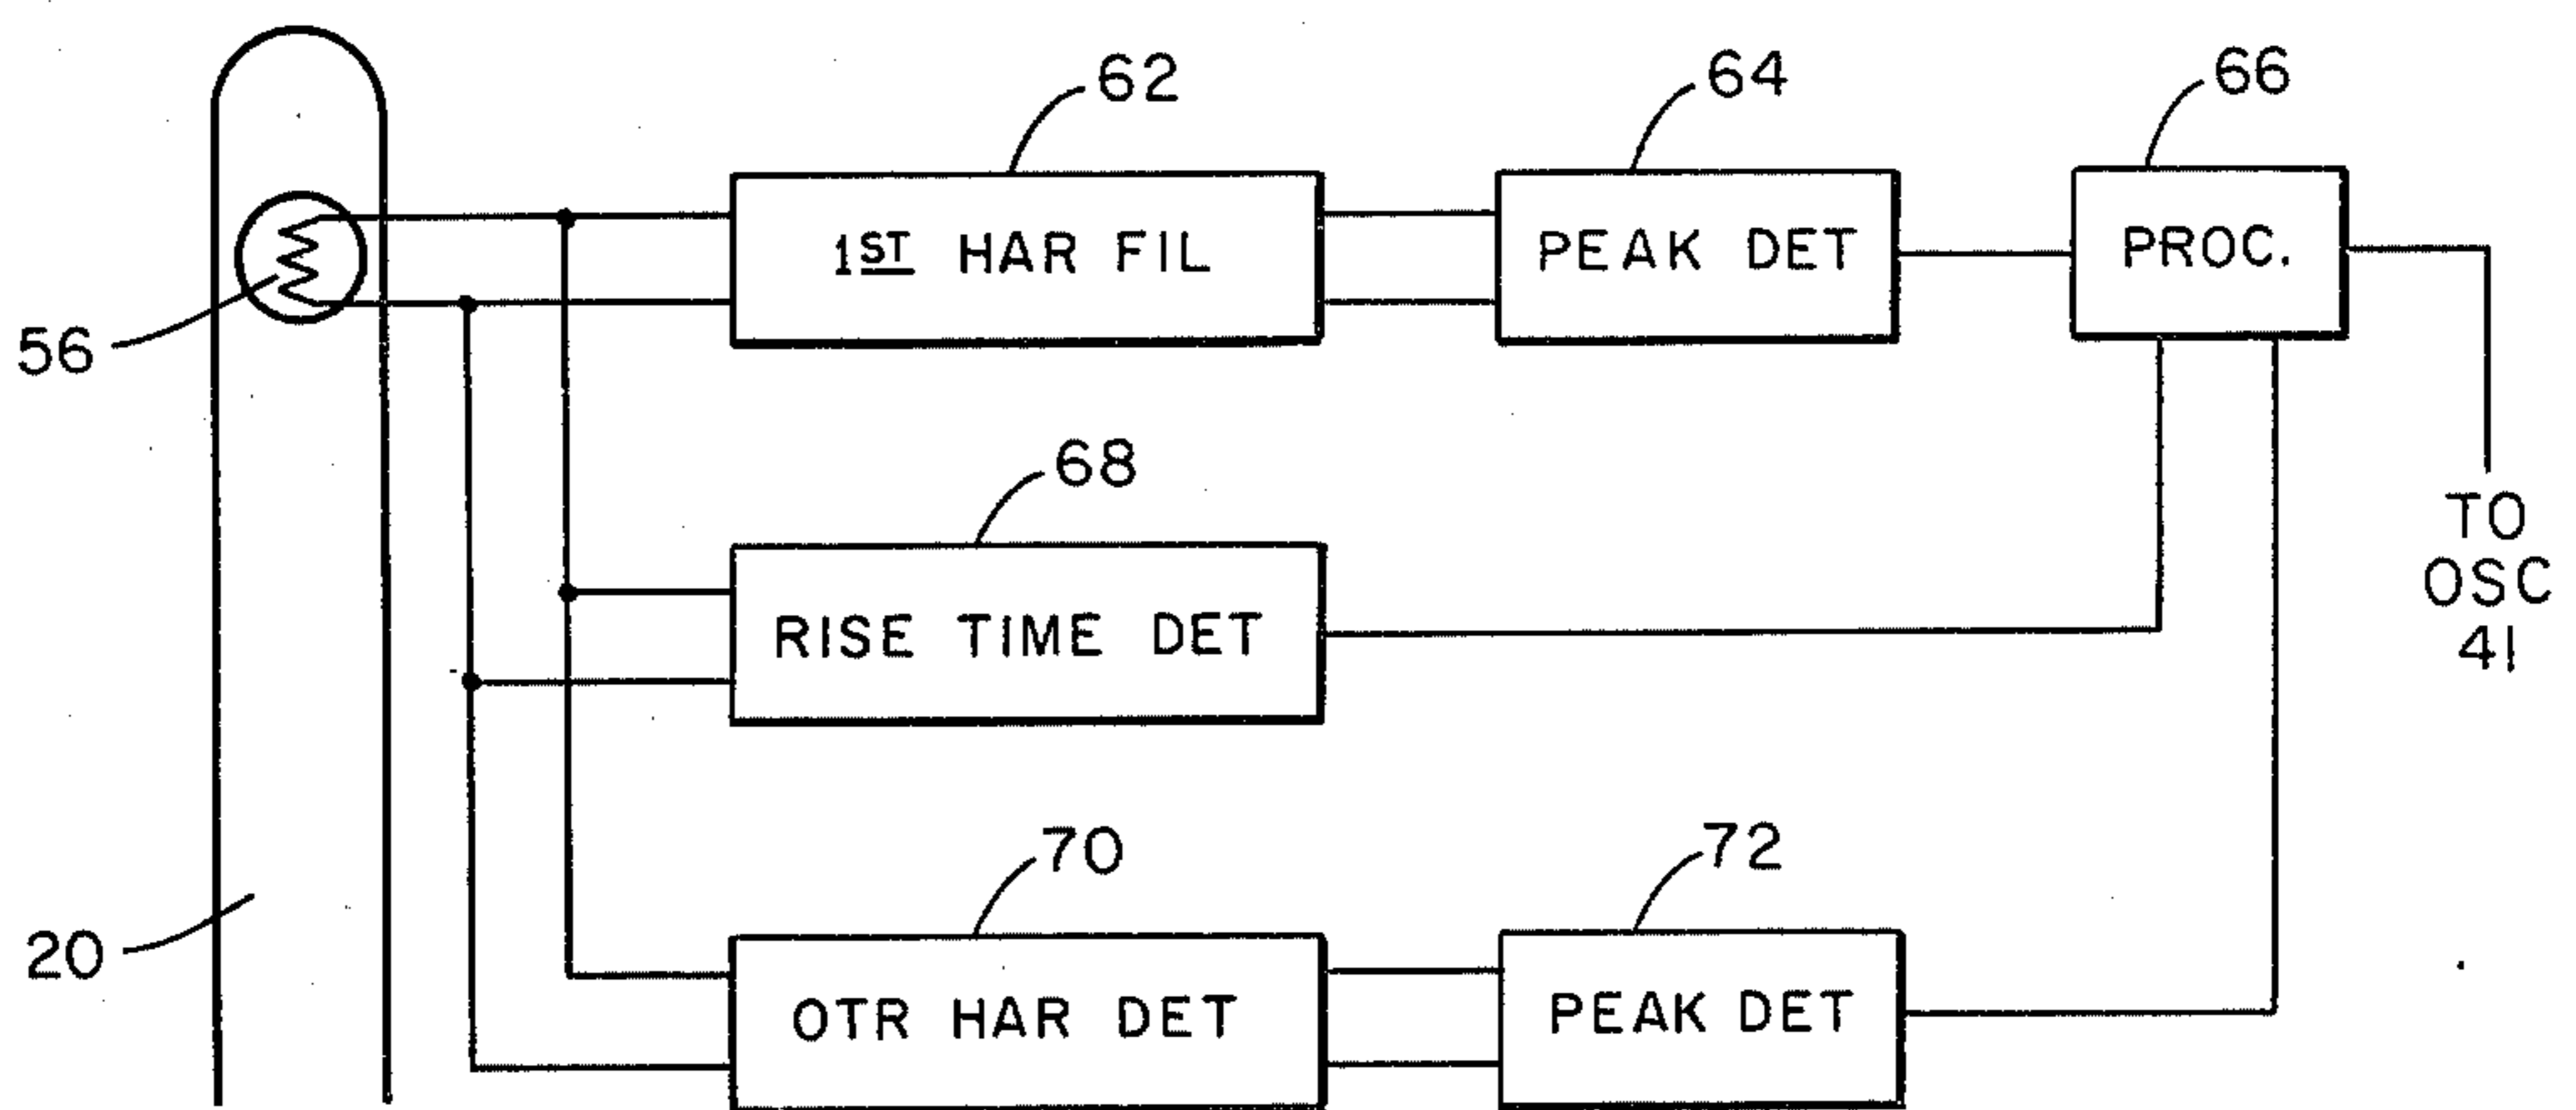 62
64
66
1ST HAR FIL
PEAK DET
PROC.
56
68
TO
OSC
41
RISE TIME DET
70
72
20
OTR HAR DET
PEAK DET